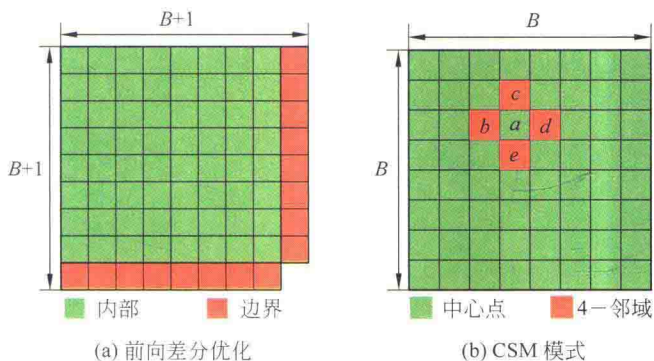 B+1
B
B+1
B
c
b a d
e
内部 边界
中心点 4－邻域
(a) 前向差分优化
(b) CSM 模式